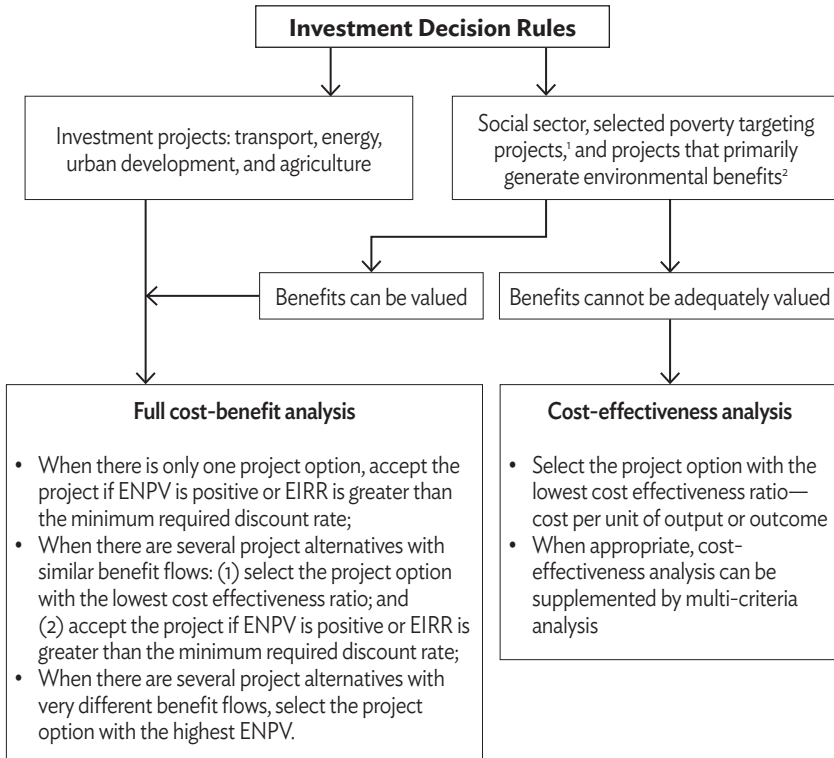 Investment Decision Rules
Investment projects: transport, energy,
urban development, and agriculture
Social sector, selected poverty targeting
projects,¹ and projects that primarily
generate environmental benefits²
Benefits can be valued
Benefits cannot be adequately valued
Full cost-benefit analysis
• When there is only one project option, accept the
project if ENPV is positive or EIRR is greater than
the minimum required discount rate;
• When there are several project alternatives with
similar benefit flows: (1) select the project option
with the lowest cost effectiveness ratio; and
(2) accept the project if ENPV is positive or EIRR is
greater than the minimum required discount rate;
• When there are several project alternatives with
very different benefit flows, select the project
option with the highest ENPV.
Cost-effectiveness analysis
• Select the project option with the
lowest cost effectiveness ratio—
cost per unit of output or outcome
• When appropriate, cost-
effectiveness analysis can be
supplemented by multi-criteria
analysis